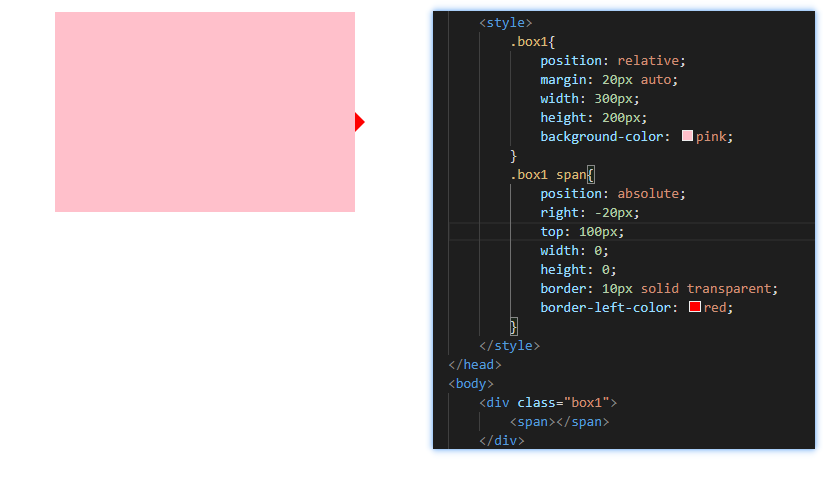 <style>
.box1{
position: relative;
margin: 20px auto;
width: 300px;
height: 200px;
background-color: pink;
}
.box1 span{
position: absolute;
right: -20px;
top: 100px;
width: 0;
height: 0;
border: 10px solid transparent;
border-left-color: red;
}
</style>
</head>
<body>
<div class="box1">
<span></span>
</div>